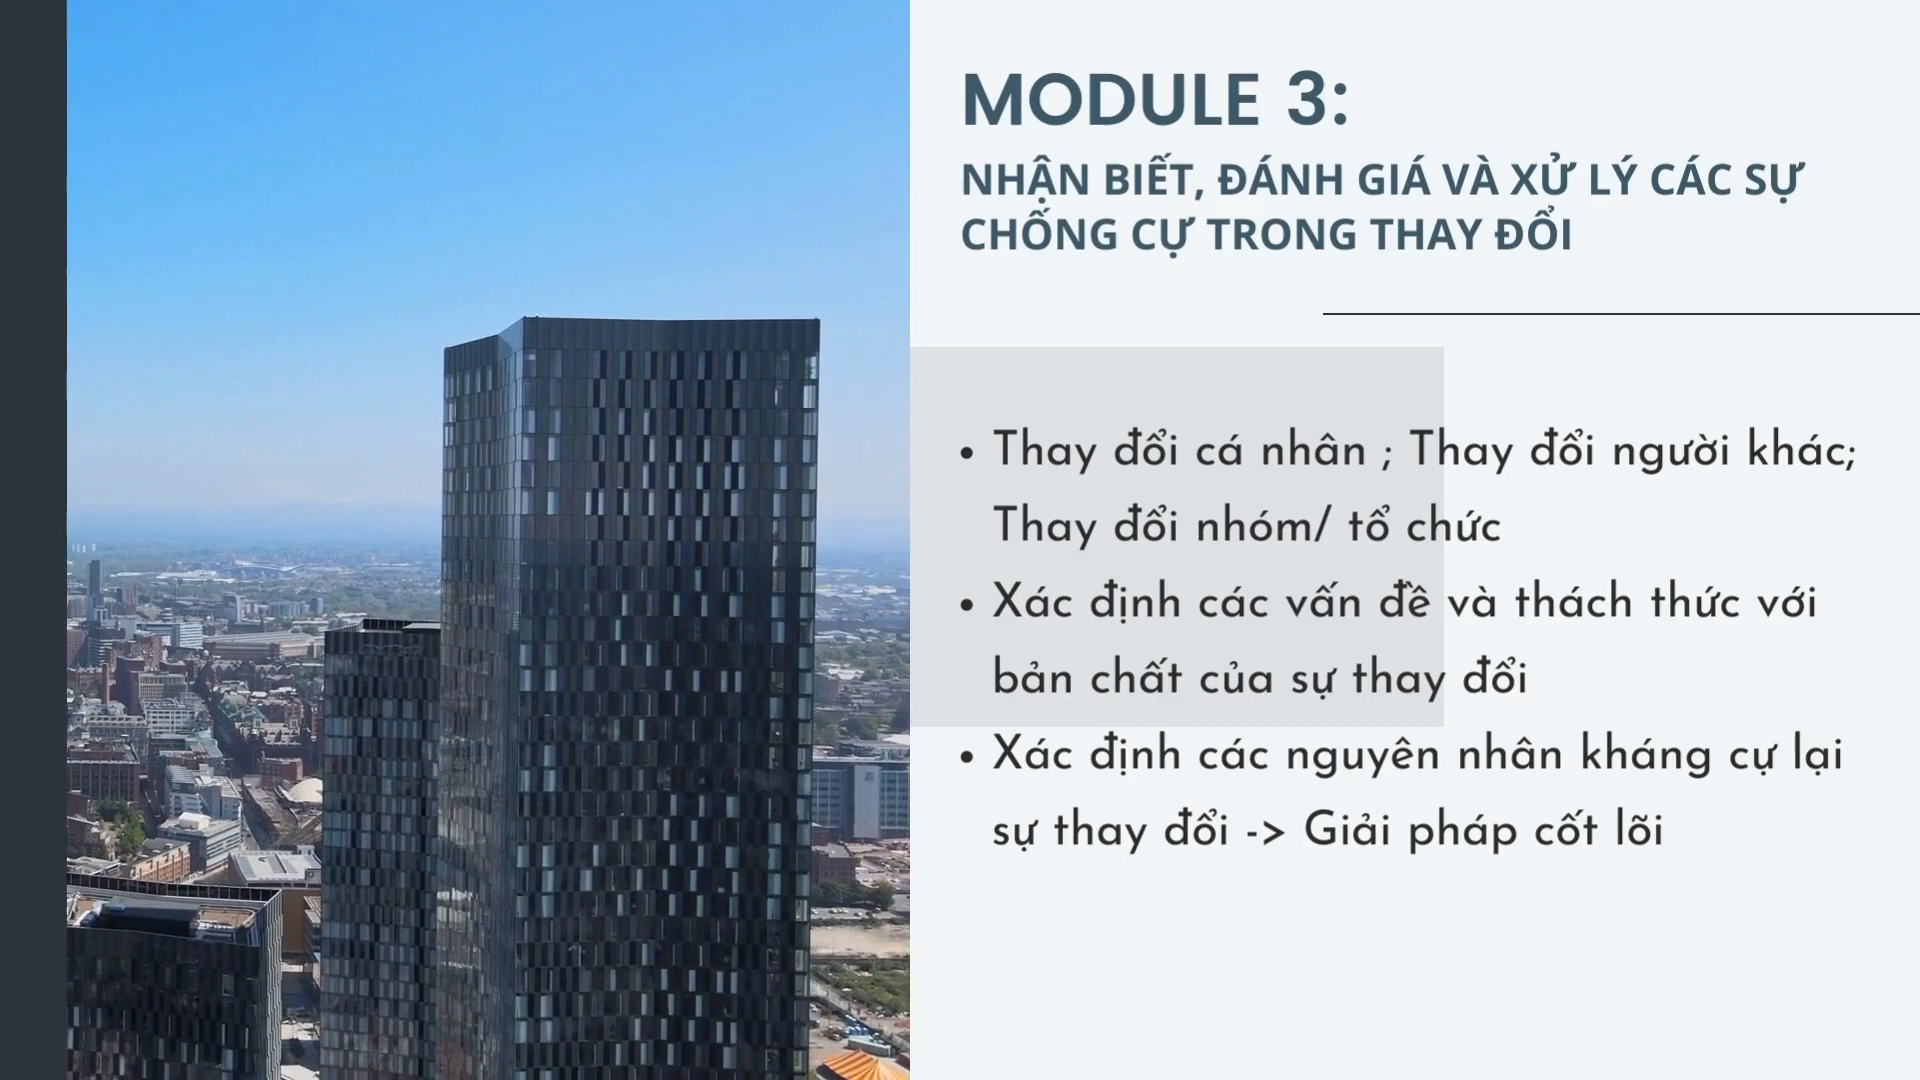 MODULE 3:
NHẬN BIẾT, ĐÁNH GIÁ VÀ XỬ LÝ CÁC SỰ
CHỐNG CỰ TRONG THAY ĐỔI
• Thay đổi cá nhân ; Thay đổi người khác;
Thay đổi nhóm/ tổ chức
• Xác định các vấn đề và thách thức với
bản chất của sự thay đổi
• Xác định các nguyên nhân kháng cự lại
sự thay đổi -> Giải pháp cốt lõi